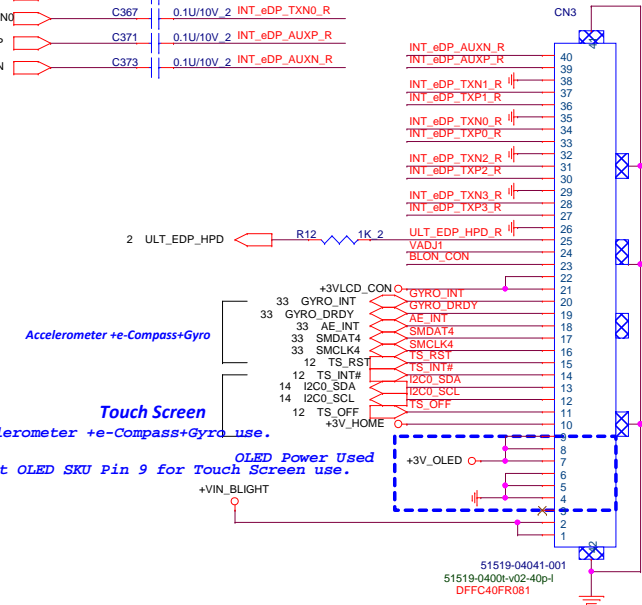 N0 C367 0.1U/10V_2 INT_eDP_TXN0_R
P C371 0.1U/10V_2 INT_eDP_AUXP_R
N C373 0.1U/10V_2 INT_eDP_AUXN_R
CN3
41
INT_eDP_AUXN_R 40
INT_eDP_AUXP_R 39
38
INT_eDP_TXN1_R 37
INT_eDP_TXP1_R 36
35
INT_eDP_TXN0_R 34
INT_eDP_TXP0_R 33
32
INT_eDP_TXN2_R 31
INT_eDP_TXP2_R 30
29
INT_eDP_TXN3_R 28
INT_eDP_TXP3_R 27
26
2 ULT_EDP_HPD R12 1K_2 ULT_EDP_HPD_R 25
VADJ1 24
BLON_CON 23
22
+3VLCD_CON 21
33 GYRO_INT GYRO_INT 20
33 GYRO_DRDY GYRO_DRDY 19
33 AE_INT AE_INT 18
33 SMDAT4 SMDAT4 17
33 SMCLK4 SMCLK4 16
12 TS_RST TS_RST 15
12 TS_INT# TS_INT# 14
14 I2C0_SDA I2C0_SDA 13
14 I2C0_SCL I2C0_SCL 12
12 TS_OFF TS_OFF 11
+3V_HOME 10
Accelerometer +e-Compass+Gyro
Touch Screen
lerometer +e-Compass+Gyro use.
OLED Power Used
t OLED SKU Pin 9 for Touch Screen use.
9
8
+3V_OLED 7
6
5
4
3
+VIN_BLIGHT
2
1
42
51519-04041-001
51519-0400t-v02-40p-l
DFFC40FR081